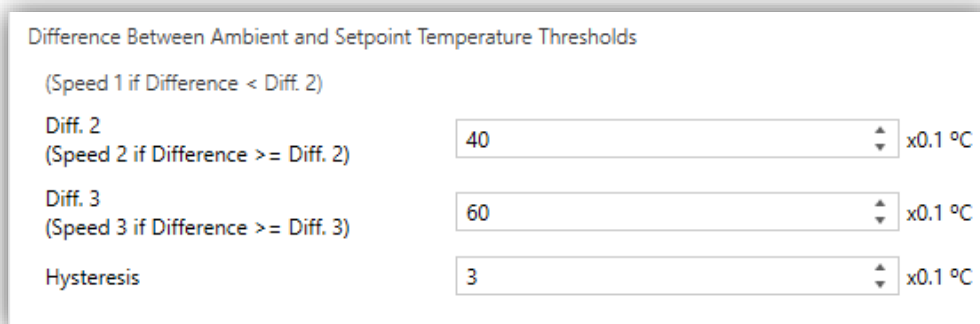 Difference Between Ambient and Setpoint Temperature Thresholds
(Speed 1 if Difference < Diff. 2)
Diff. 2
(Speed 2 if Difference >= Diff. 2)
40
x0.1 ºC
Diff. 3
(Speed 3 if Difference >= Diff. 3)
60
x0.1 ºC
Hysteresis
3
x0.1 ºC